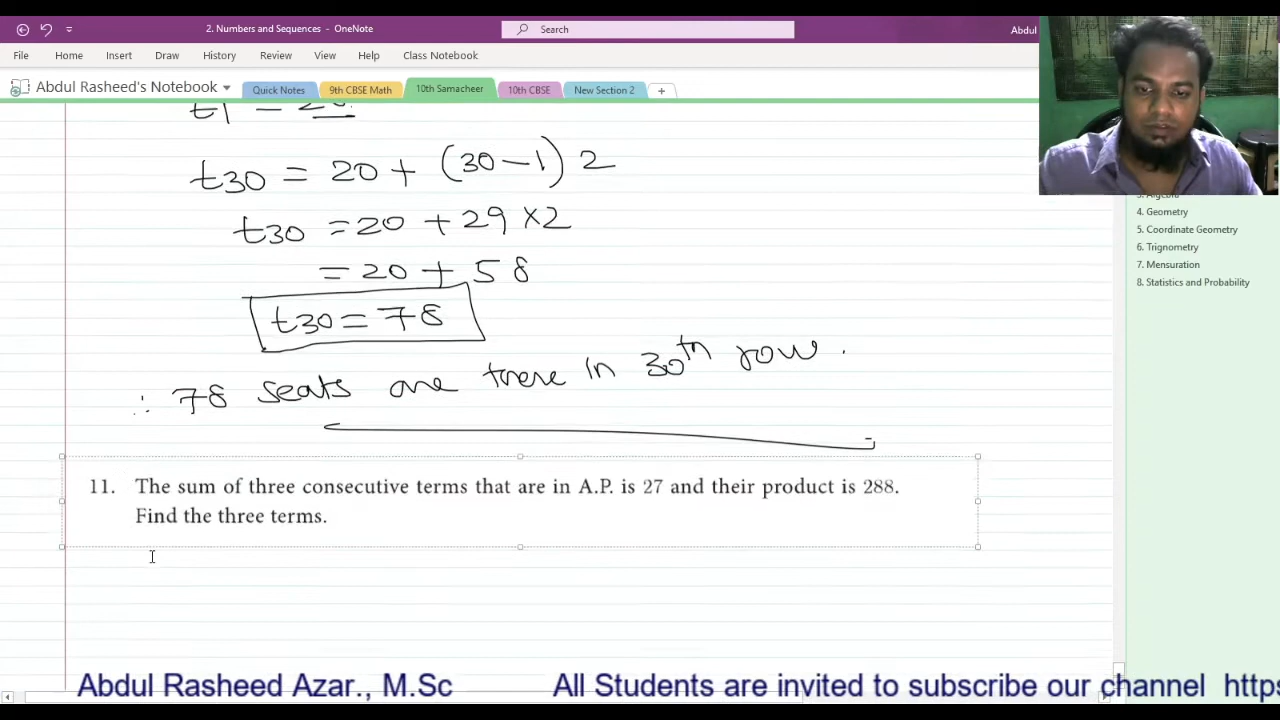 2. Numbers and Sequences - OneNote
Search
Abdul
File Home Insert Draw History Review View Help Class Notebook
Abdul Rasheed's Notebook
Quick Notes 9th CBSE Math 10th Samacheer 10th CBSE New Section 2
t30 = 20 + (30-1) 2
t30 = 20 + 29 × 2
= 20 + 58
t30 = 78
∴ 78 seats are there in 30th row.
11. The sum of three consecutive terms that are in A.P. is 27 and their product is 288.
Find the three terms.
3. Algebra
4. Geometry
5. Coordinate Geometry
6. Trignometry
7. Mensuration
8. Statistics and Probability
Abdul Rasheed Azar., M.Sc All Students are invited to subscribe our channel https